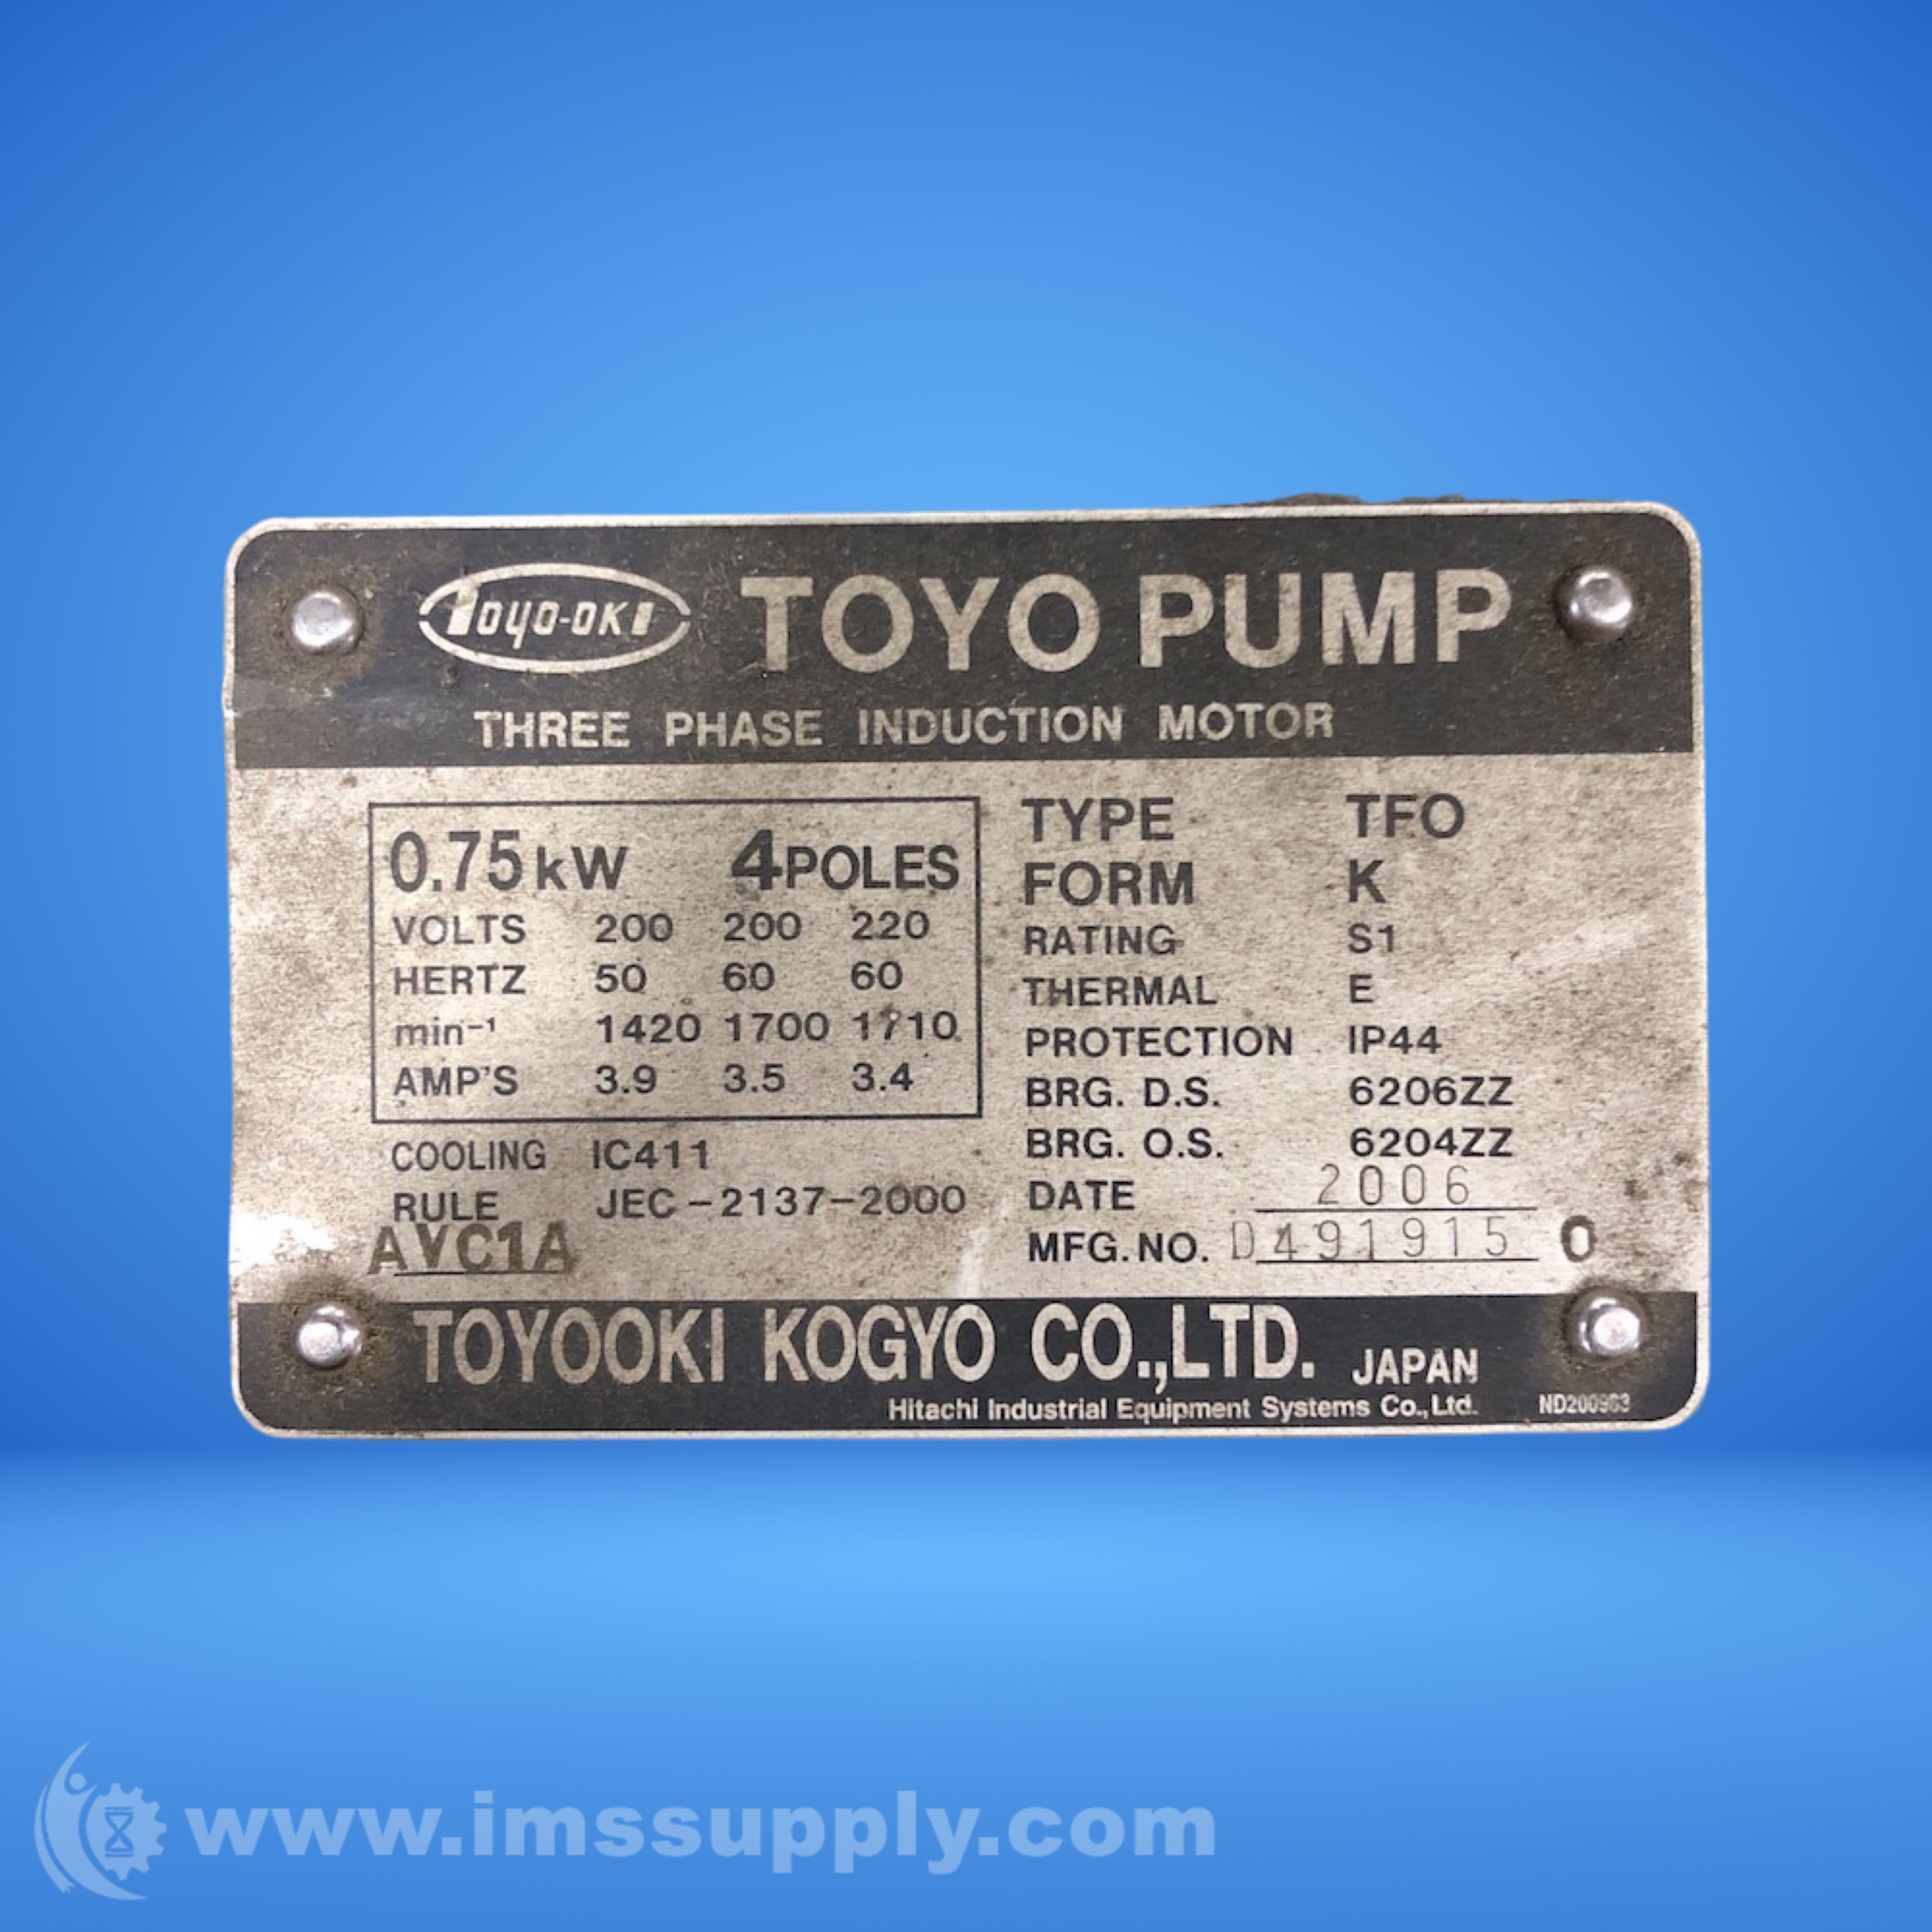 TOYO-OKI TOYO PUMP
THREE PHASE INDUCTION MOTOR
0.75kW 4POLES
VOLTS 200 200 220
HERTZ 50 60 60
min⁻¹ 1420 1700 1710
AMP'S 3.9 3.5 3.4
COOLING IC411
RULE JEC-2137-2000
AVC1A
TYPE TFO
FORM K
RATING S1
THERMAL E
PROTECTION IP44
BRG. D.S. 6206ZZ
BRG. O.S. 6204ZZ
DATE 2006
MFG.NO. D491915 O
TOYOOKI KOGYO CO.,LTD. JAPAN
Hitachi Industrial Equipment Systems Co.,Ltd.
www.imssupply.com